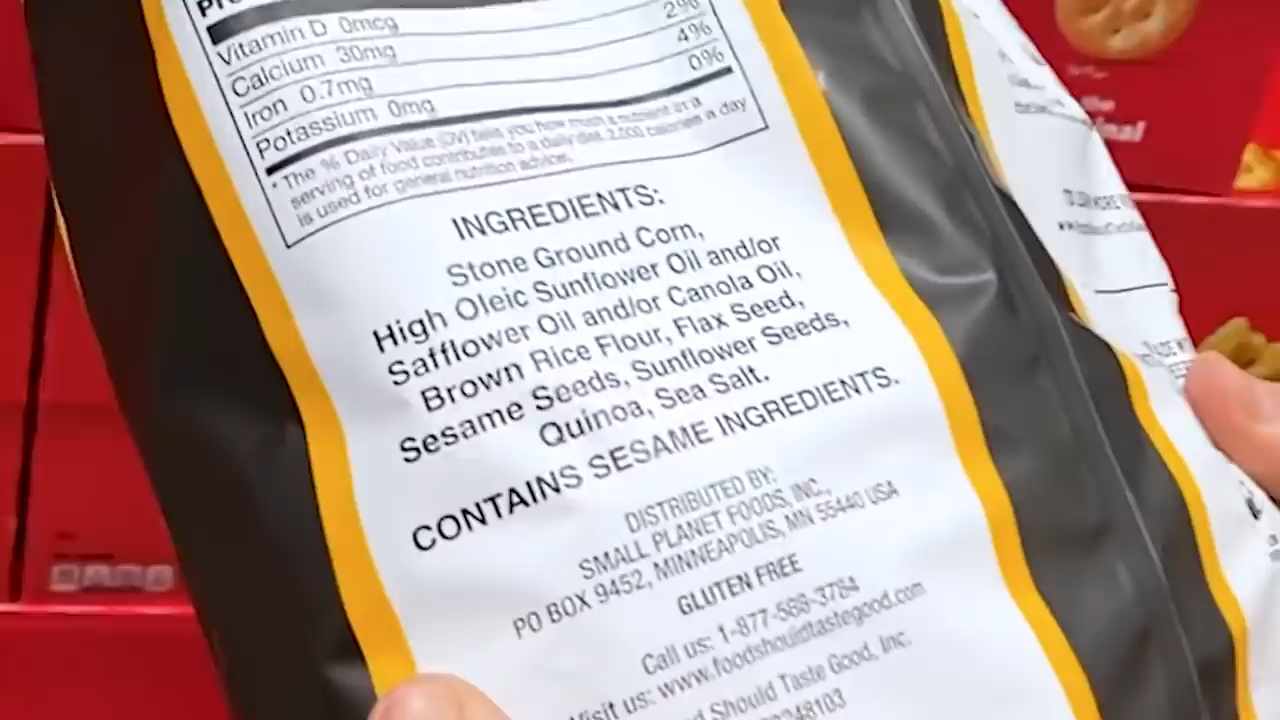 Vitamin D 0mcg
Calcium 30mg 2%
Iron 0.7mg 4%
Potassium 0mg 0%
* The % Daily Value (DV) tells you how much a nutrient in a
serving of food contributes to a daily diet. 2,000 calories a day
is used for general nutrition advice.
INGREDIENTS:
Stone Ground Corn,
High Oleic Sunflower Oil and/or
Safflower Oil and/or Canola Oil,
Brown Rice Flour, Flax Seed,
Sesame Seeds, Sunflower Seeds,
Quinoa, Sea Salt.
CONTAINS SESAME INGREDIENTS.
DISTRIBUTED BY:
SMALL PLANET FOODS, INC.,
PO BOX 9452, MINNEAPOLIS, MN 55440 USA
GLUTEN FREE
Call us: 1-877-588-3784
Visit us: www.foodshouldtastegood.com
Should Taste Good, Inc.
348103
the